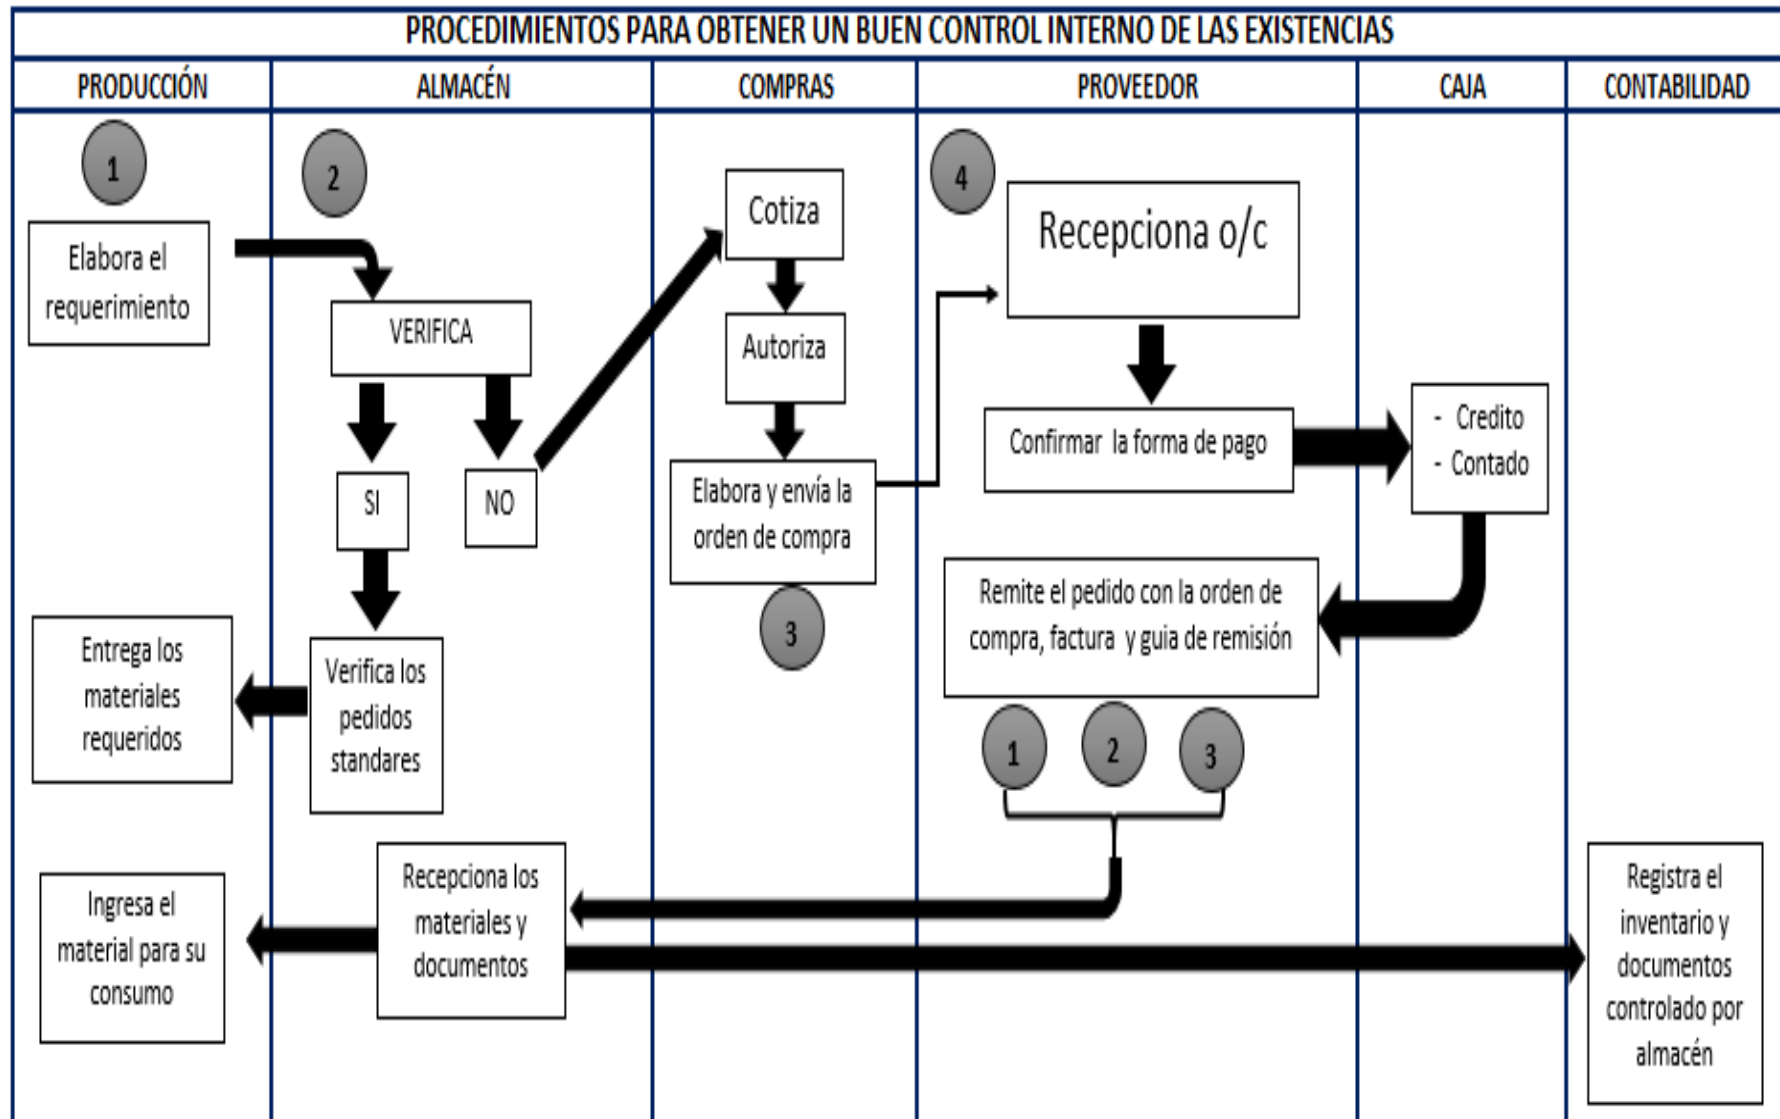 PROCEDIMIENTOS PARA OBTENER UN BUEN CONTROL INTERNO DE LAS EXISTENCIAS
PRODUCCIÓN
ALMACÉN
COMPRAS
PROVEEDOR
CAJA
CONTABILIDAD
1
Elabora el
requerimiento
2
VERIFICA
SI
NO
Verifica los
pedidos
standares
Entrega los
materiales
requeridos
Cotiza
Autoriza
Elabora y envía la
orden de compra
3
4
Recepciona o/c
Confirmar la forma de pago
- Credito
- Contado
Remite el pedido con la orden de
compra, factura y guia de remisión
1
2
3
Recepciona los
materiales y
documentos
Ingresa el
material para su
consumo
Registra el
inventario y
documentos
controlado por
almacén